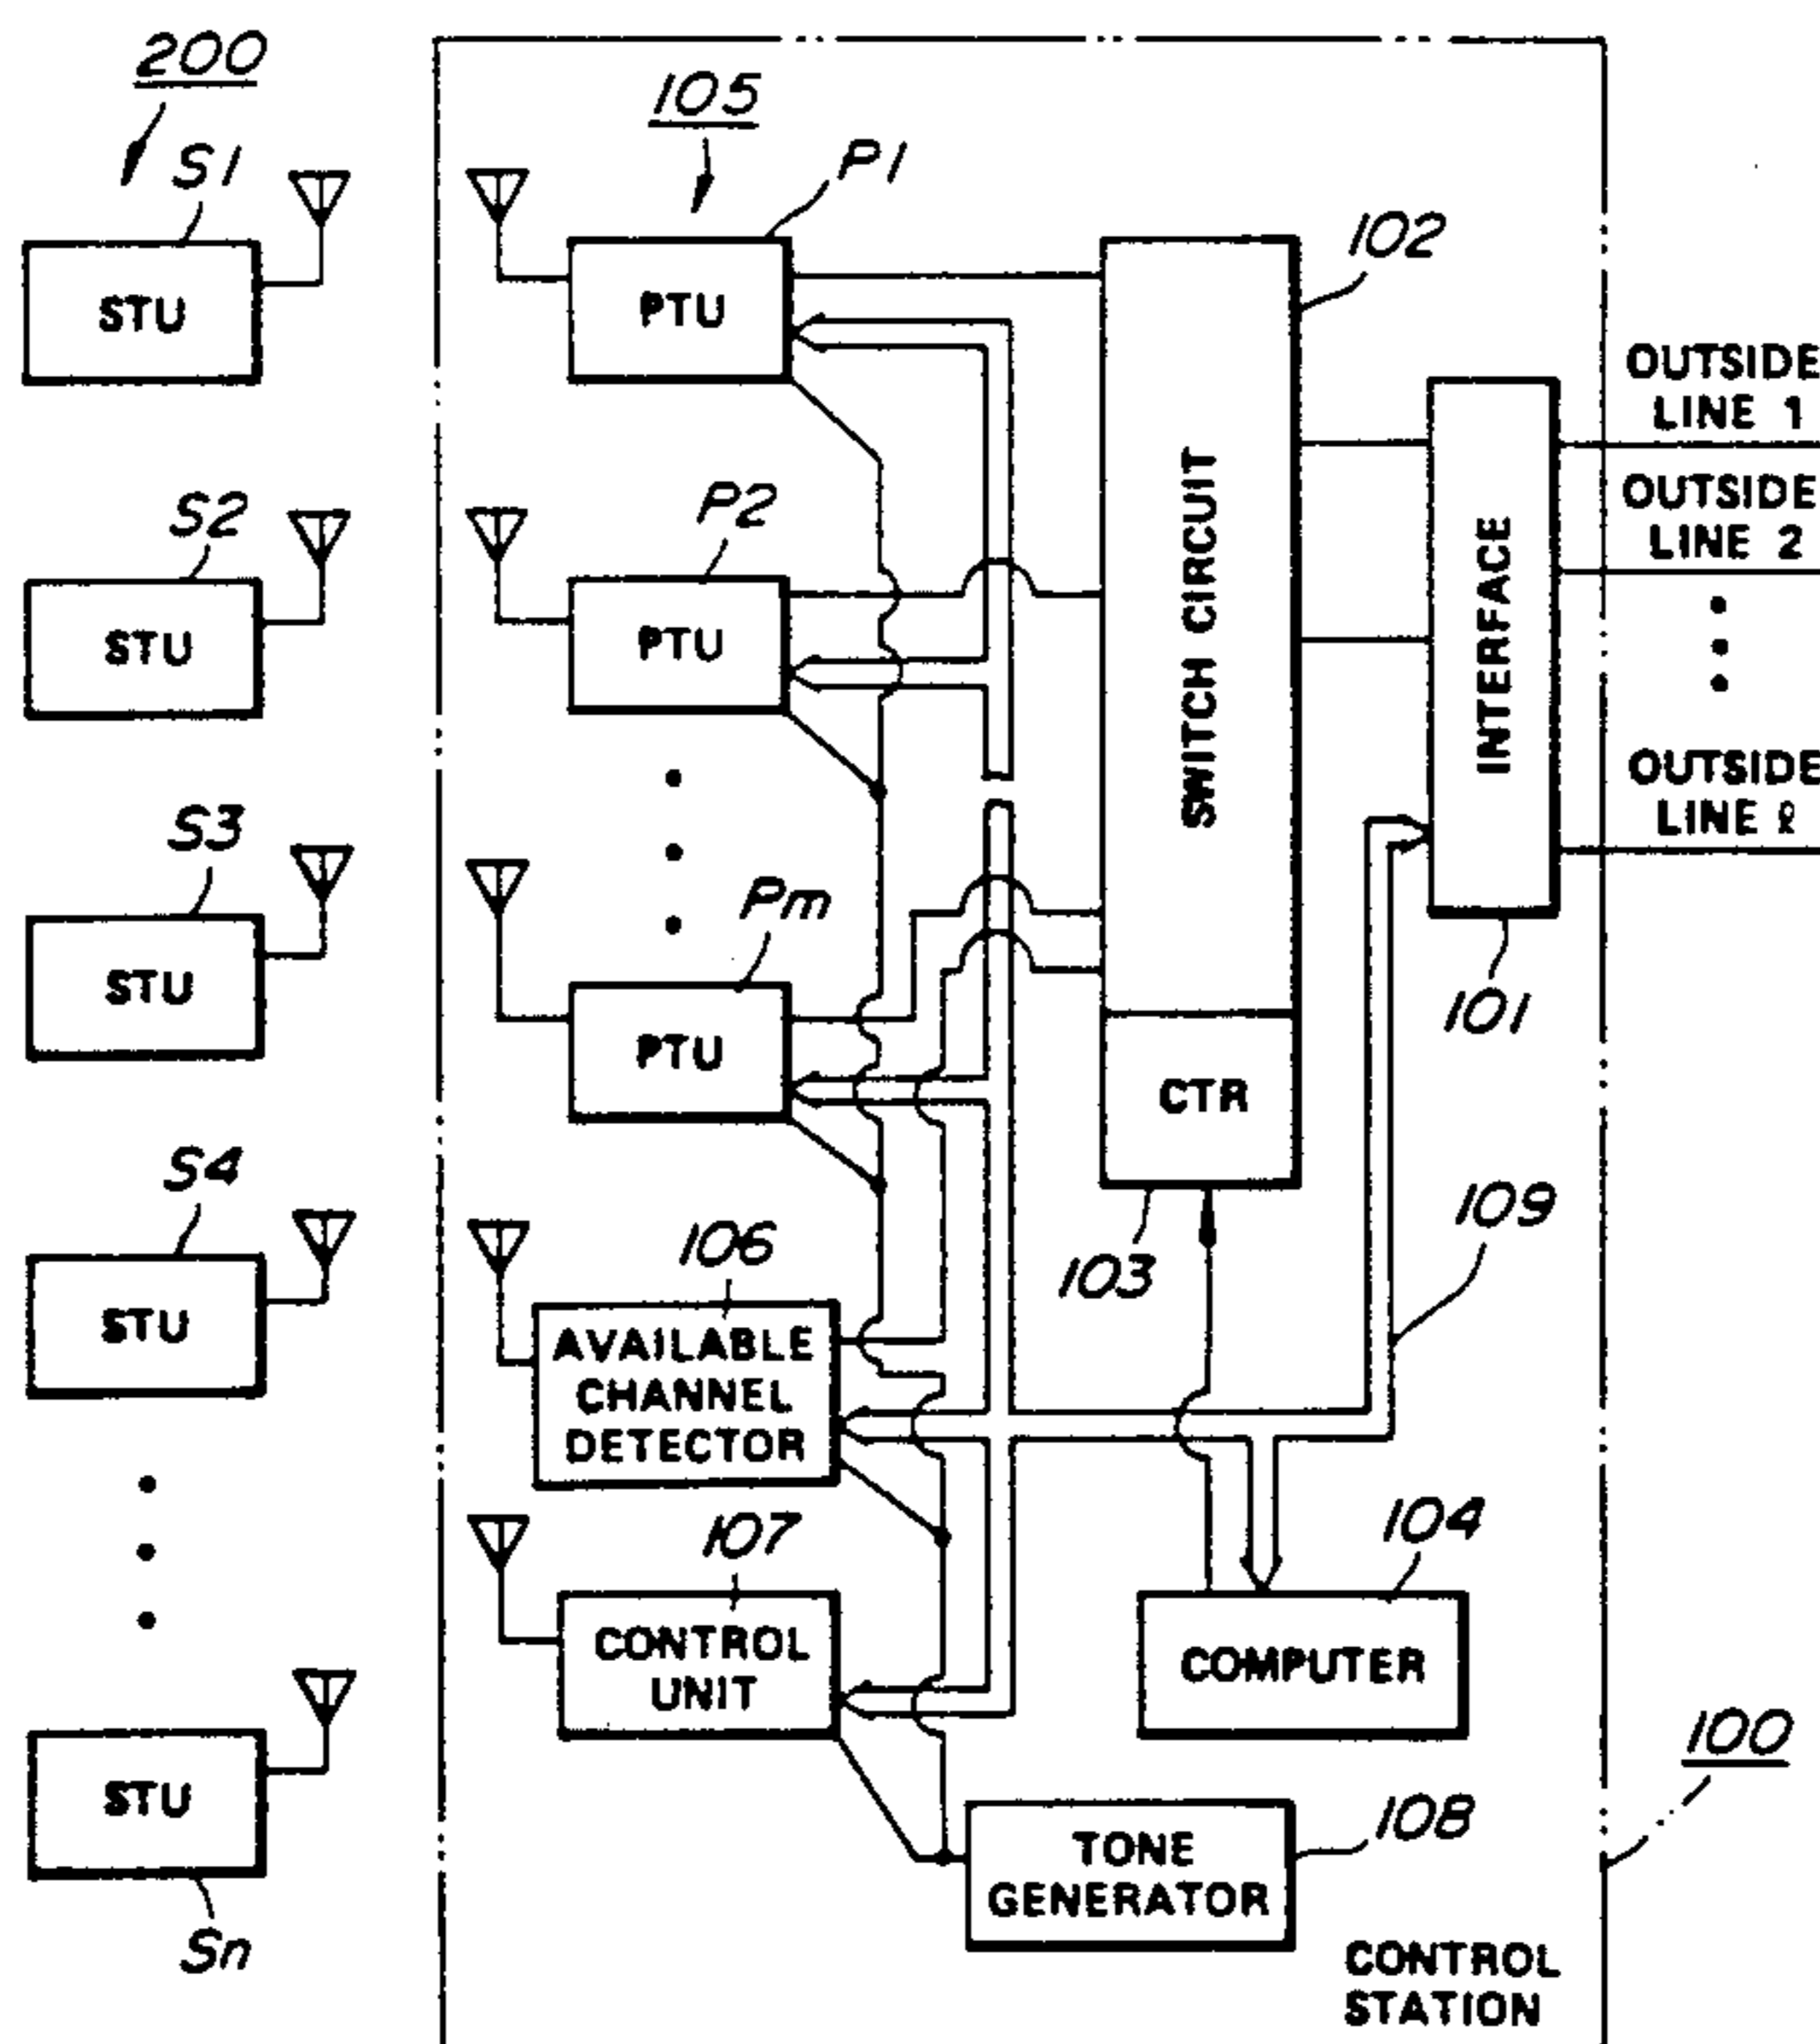 200
S1
STU
S2
STU
S3
STU
S4
STU
STU
Sn
105
P1
PTU
P2
PTU
Pm
PTU
106
AVAILABLE
CHANNEL
DETECTOR
107
CONTROL
UNIT
102
SWITCH CIRCUIT
CTR
103
INTERFACE
101
OUTSIDE
LINE 1
OUTSIDE
LINE 2
OUTSIDE
LINE ℓ
109
104
COMPUTER
108
TONE
GENERATOR
100
CONTROL
STATION